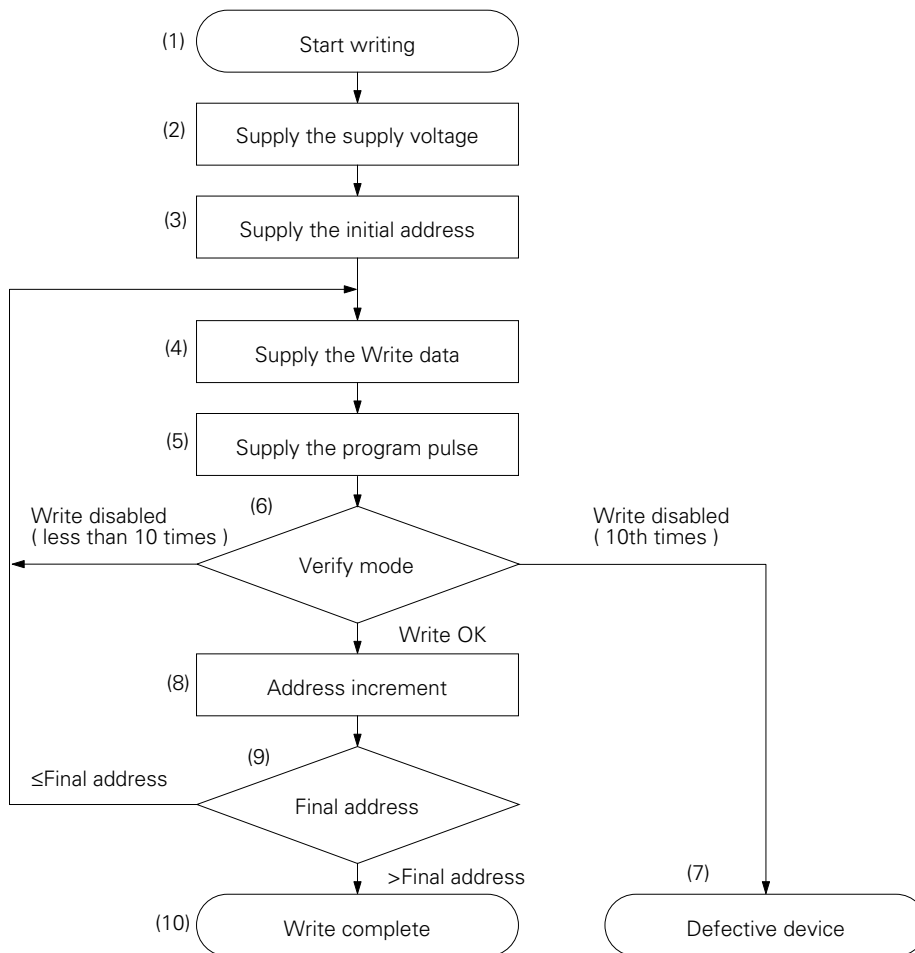 (1)
Start writing
(2)
Supply the supply voltage
(3)
Supply the initial address
(4)
Supply the Write data
(5)
Supply the program pulse
(6)
Write disabled
( less than 10 times )
Write disabled
( 10th times )
Verify mode
Write OK
(8)
Address increment
(9)
≤Final address
Final address
>Final address
(7)
(10)
Write complete
Defective device